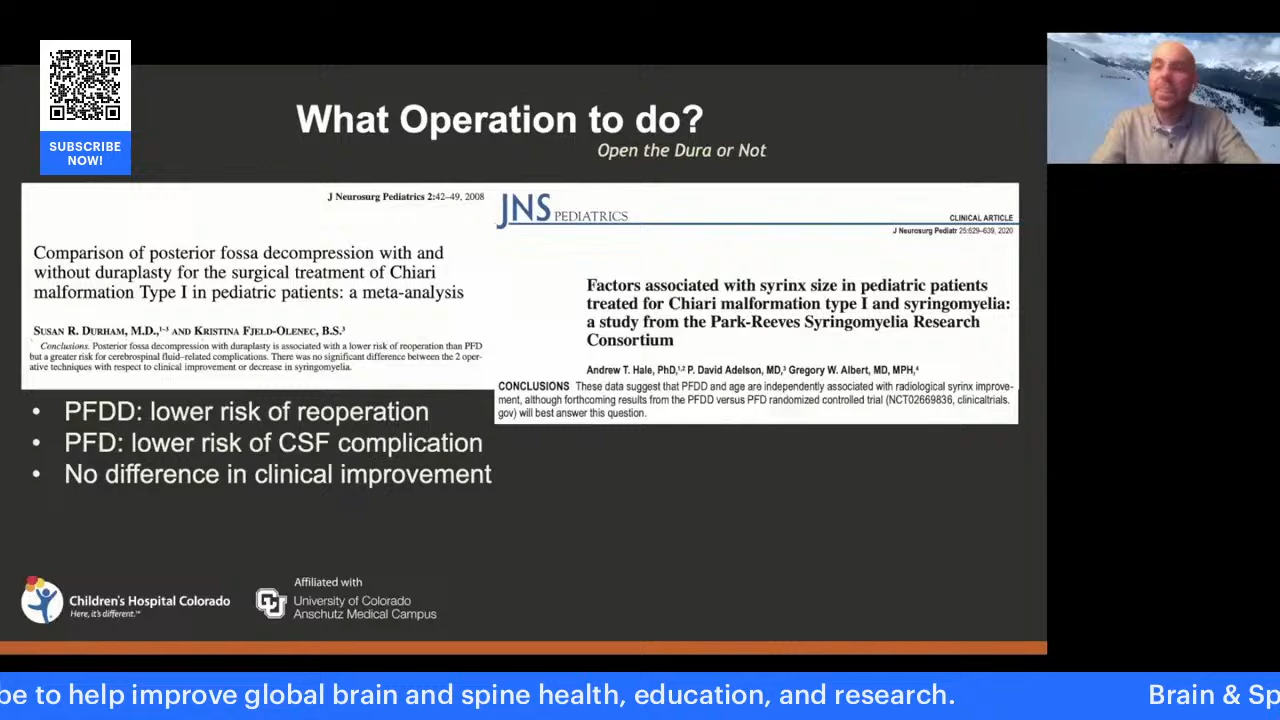 SUBSCRIBE
NOW!
What Operation to do?
Open the Dura or Not
J Neurosurg Pediatrics 2:42–49, 2008
Comparison of posterior fossa decompression with and
without duraplasty for the surgical treatment of Chiari
malformation Type I in pediatric patients: a meta-analysis
SUSAN R. DURHAM, M.D.,¹⁻³ AND KRISTINA FJELD-OLENEC, B.S.³
Conclusions. Posterior fossa decompression with duraplasty is associated with a lower risk of reoperation than PFD
but a greater risk for cerebrospinal fluid–related complications. There was no significant difference between the 2 oper-
ative techniques with respect to clinical improvement or decrease in syringomyelia.
JNS PEDIATRICS
CLINICAL ARTICLE
J Neurosurg Pediatr 25:629–639, 2020
Factors associated with syrinx size in pediatric patients
treated for Chiari malformation type I and syringomyelia:
a study from the Park-Reeves Syringomyelia Research
Consortium
Andrew T. Hale, PhD,¹,² P. David Adelson, MD,³ Gregory W. Albert, MD, MPH,⁴
CONCLUSIONS These data suggest that PFDD and age are independently associated with radiological syrinx improve-
ment, although forthcoming results from the PFDD versus PFD randomized controlled trial (NCT02669836, clinicaltrials.
gov) will best answer this question.
• PFDD: lower risk of reoperation
• PFD: lower risk of CSF complication
• No difference in clinical improvement
Children's Hospital Colorado
Here, it's different.™
Affiliated with
CU
University of Colorado
Anschutz Medical Campus
be to help improve global brain and spine health, education, and research.
Brain & Sp